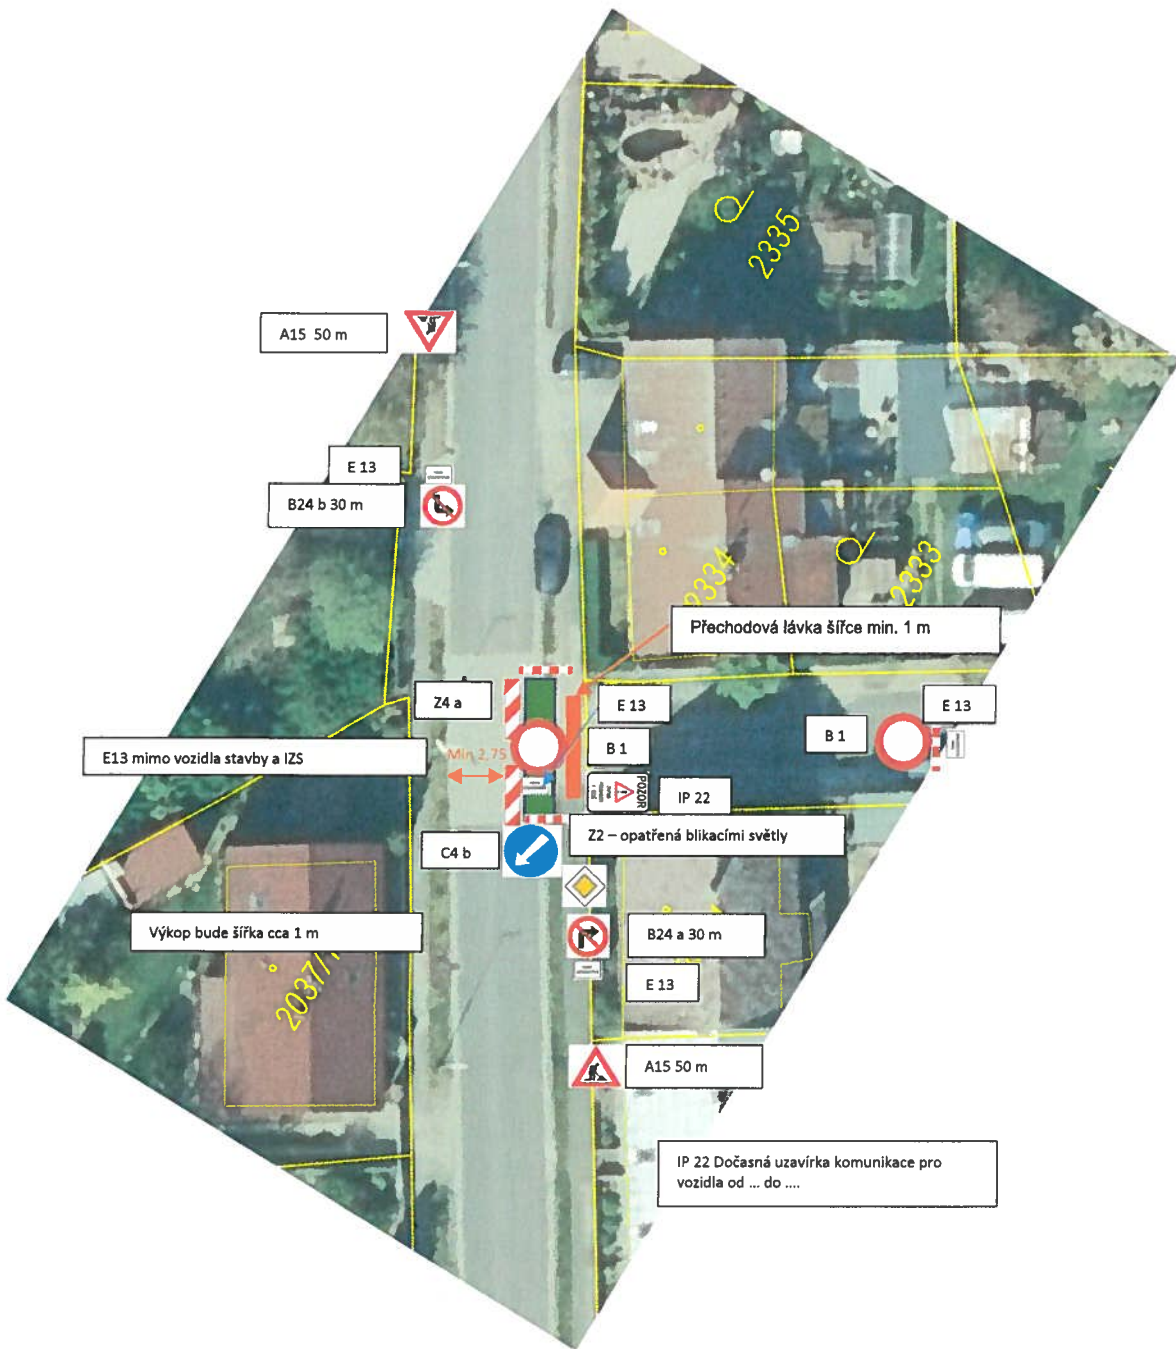 2335
A15 50 m
E 13
B24 b 30 m
2334
2333
Přechodová lávka šířce min. 1 m
Z4 a
E 13
E 13
B 1
B 1
E13 mimo vozidla stavby a IZS
Min 2,75
POZOR
IP 22
Z2 – opatřená blikacími světly
C4 b
Výkop bude šířka cca 1 m
B24 a 30 m
2037/
E 13
A15 50 m
IP 22 Dočasná uzavírka komunikace pro
vozidla od ... do ....